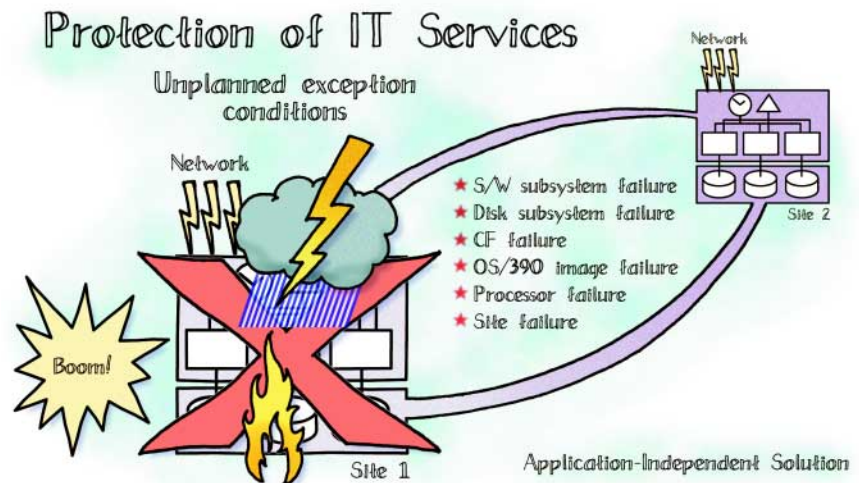 Protection of IT Services
Unplanned exception
conditions
Network
Network
S/W subsystem failure
Disk subsystem failure
CF failure
OS/390 image failure
Processor failure
Site failure
Site 2
Boom!
Site 1
Application-Independent Solution